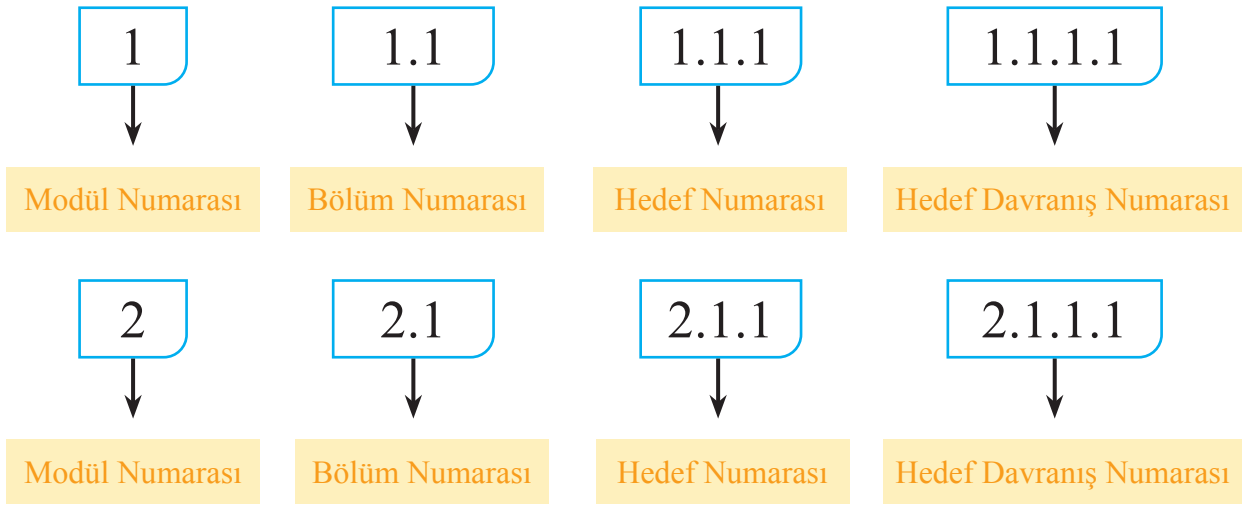 1 1.1 1.1.1 1.1.1.1
Modül Numarası Bölüm Numarası Hedef Numarası Hedef Davranış Numarası
2 2.1 2.1.1 2.1.1.1
Modül Numarası Bölüm Numarası Hedef Numarası Hedef Davranış Numarası